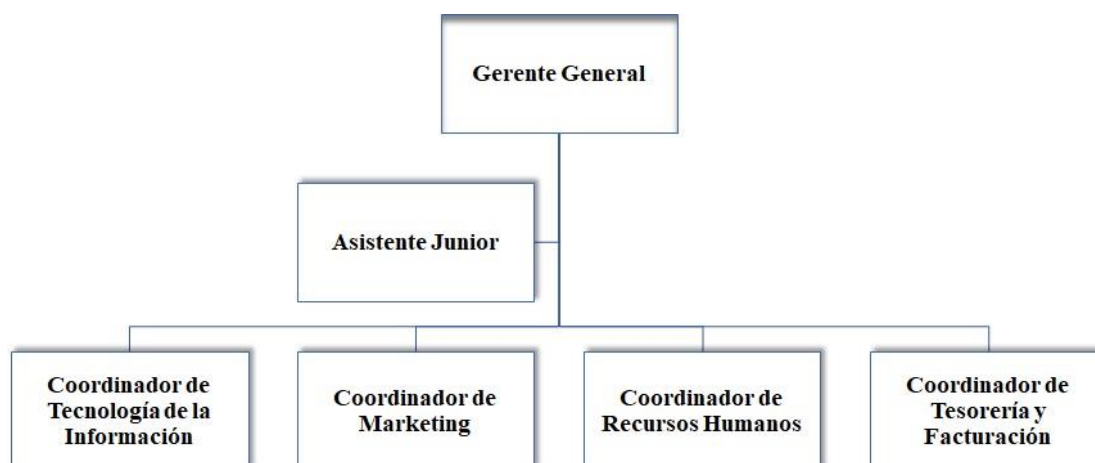 Gerente General
Asistente Junior
Coordinador de
Tecnología de la
Información
Coordinador de
Marketing
Coordinador de
Recursos Humanos
Coordinador de
Tesorería y
Facturación